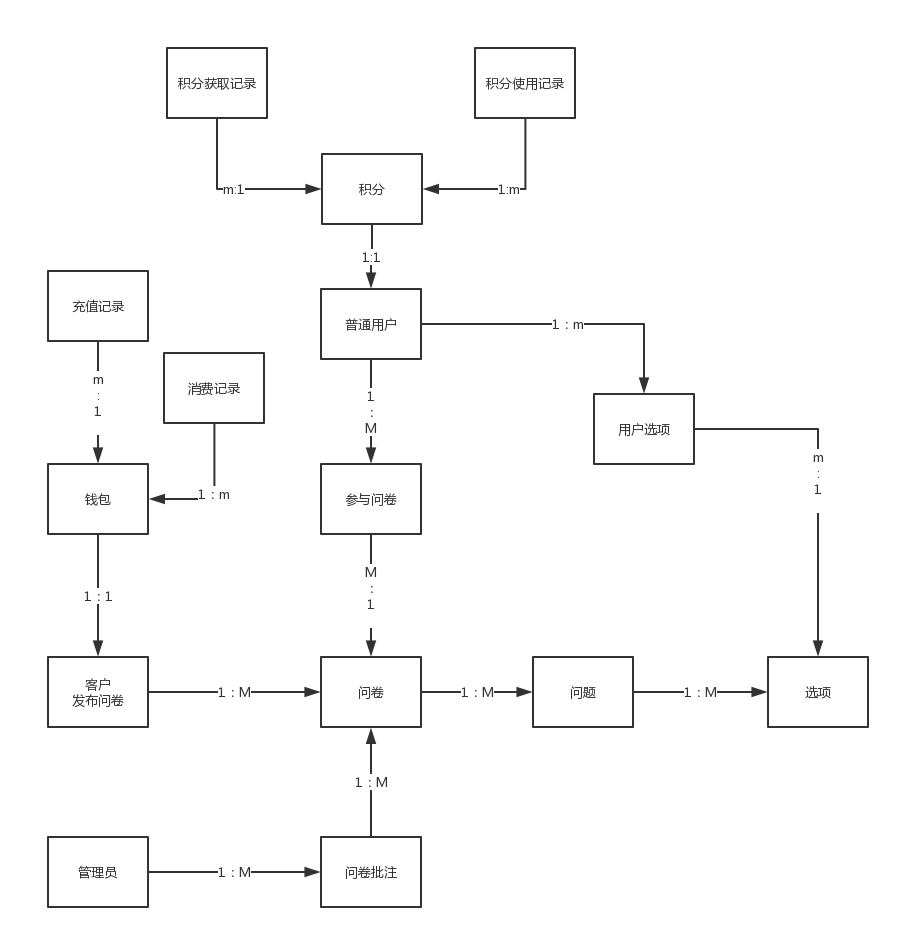 积分获取记录
积分使用记录
m:1
积分
1:m
1:1
充值记录
普通用户
1：m
消费记录
m
:
1
1
:
M
用户选项
钱包
1：m
参与问卷
m
:
1
1：1
M
:
1
客户
发布问卷
1：M
问卷
1：M
问题
1：M
选项
1：M
管理员
1：M
问卷批注